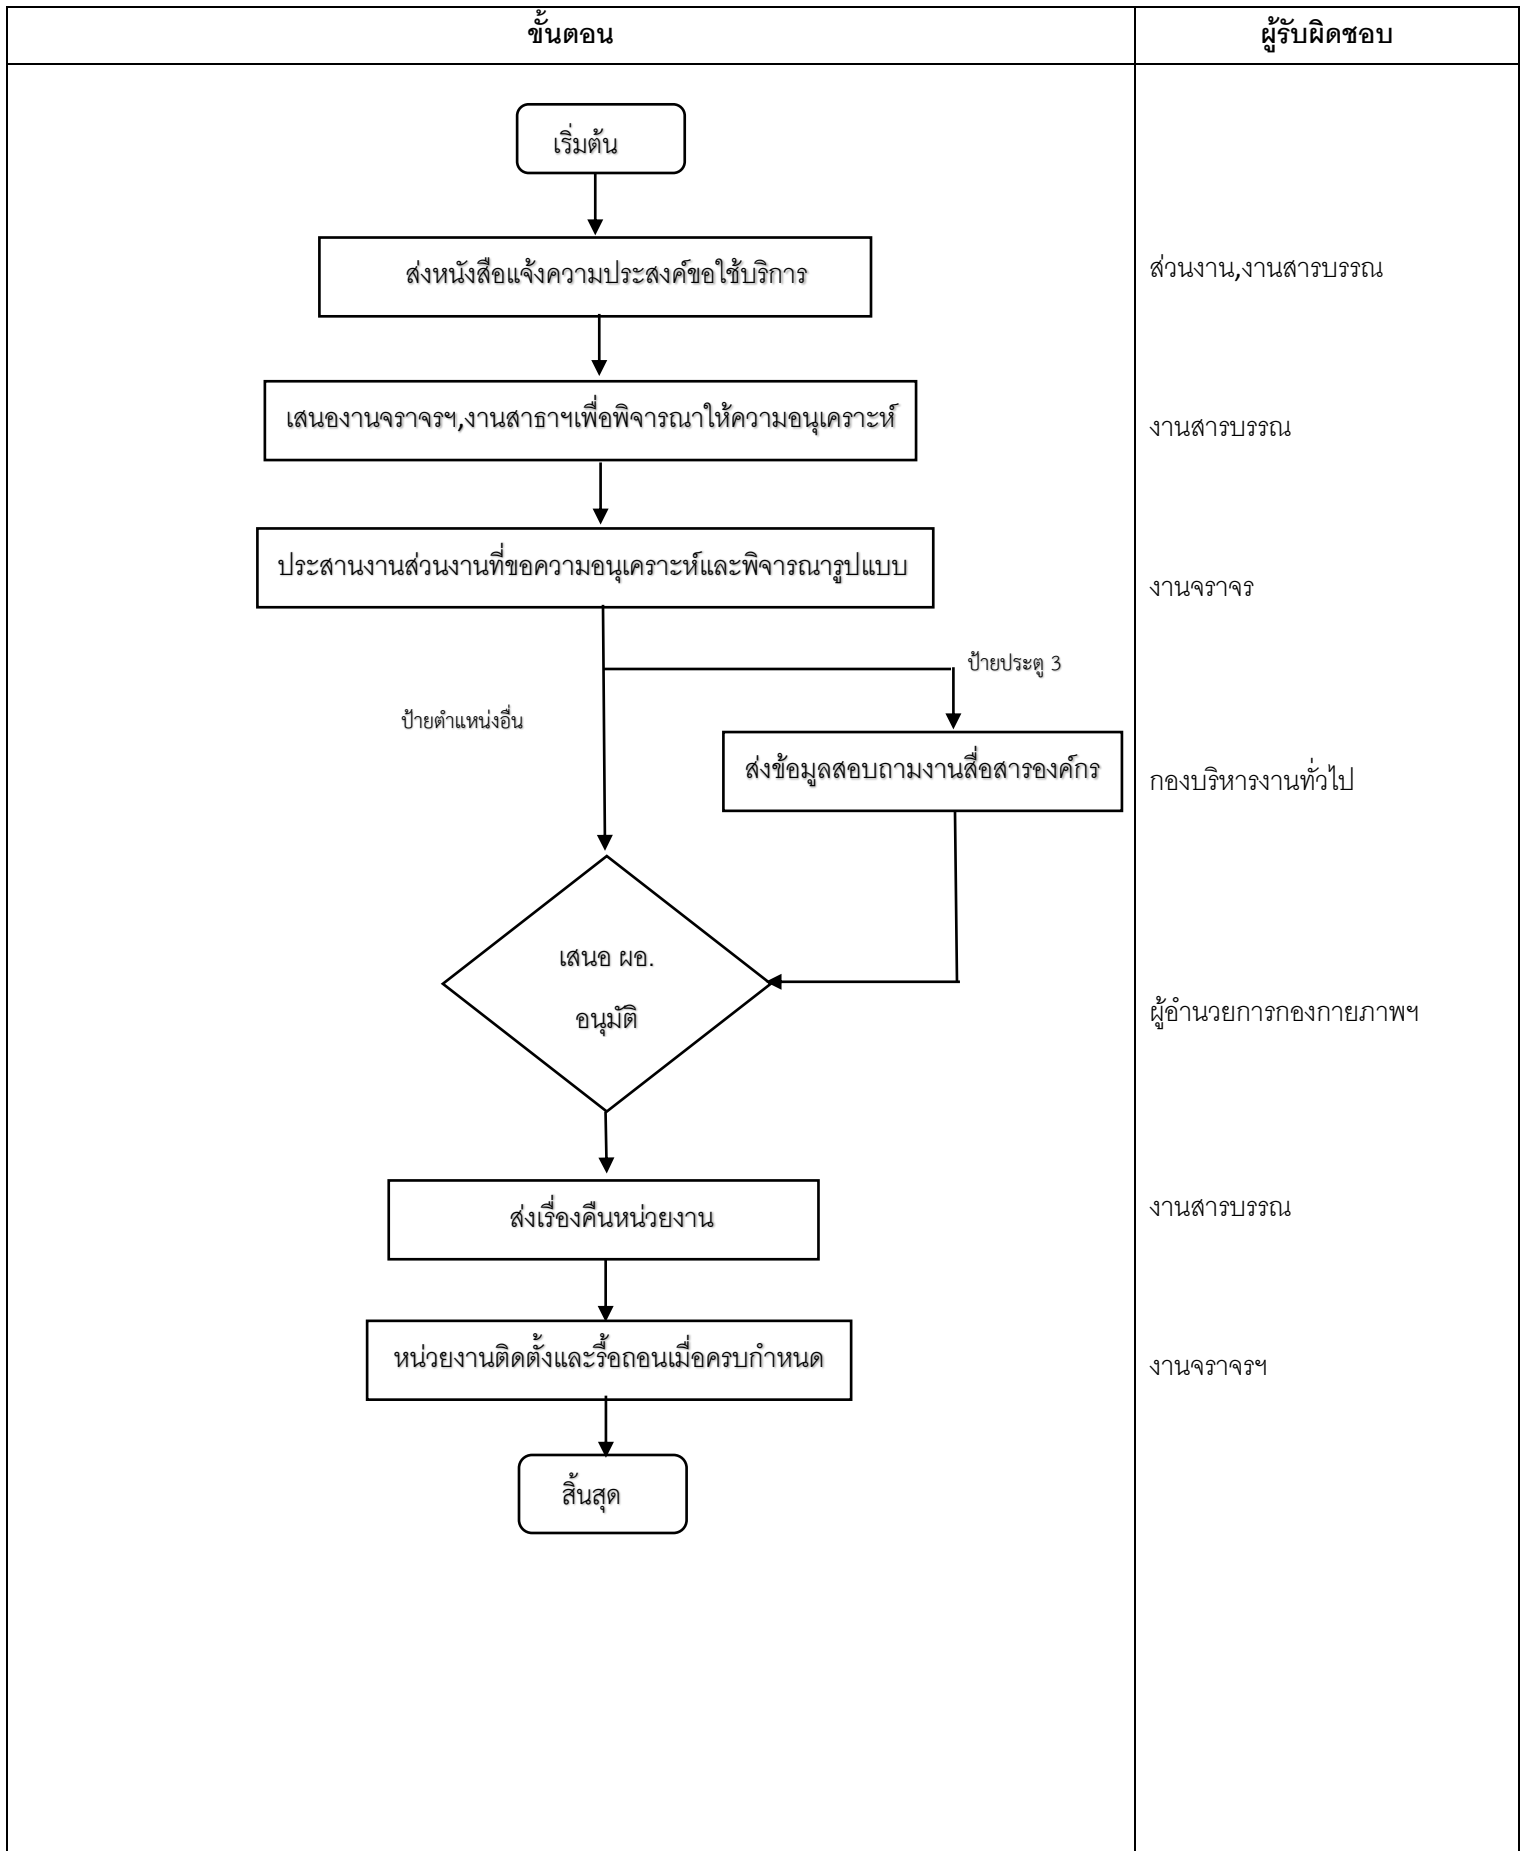 ขั้นตอน
ผู้รับผิดชอบ
เริ่มต้น
ส่งหนังสือแจ้งความประสงค์ขอใช้บริการ
ส่วนงาน,งานสารบรรณ
เสนองานจราจรฯ,งานสาธาฯเพื่อพิจารณาให้ความอนุเคราะห์
งานสารบรรณ
ประสานงานส่วนงานที่ขอความอนุเคราะห์และพิจารณารูปแบบ
งานจราจร
ป้ายประตู 3
ป้ายตำแหน่งอื่น
ส่งข้อมูลสอบถามงานสื่อสารองค์กร
กองบริหารงานทั่วไป
เสนอ ผอ.
อนุมัติ
ผู้อำนวยการกองกายภาพฯ
ส่งเรื่องคืนหน่วยงาน
งานสารบรรณ
หน่วยงานติดตั้งและรื้อถอนเมื่อครบกำหนด
งานจราจรฯ
สิ้นสุด